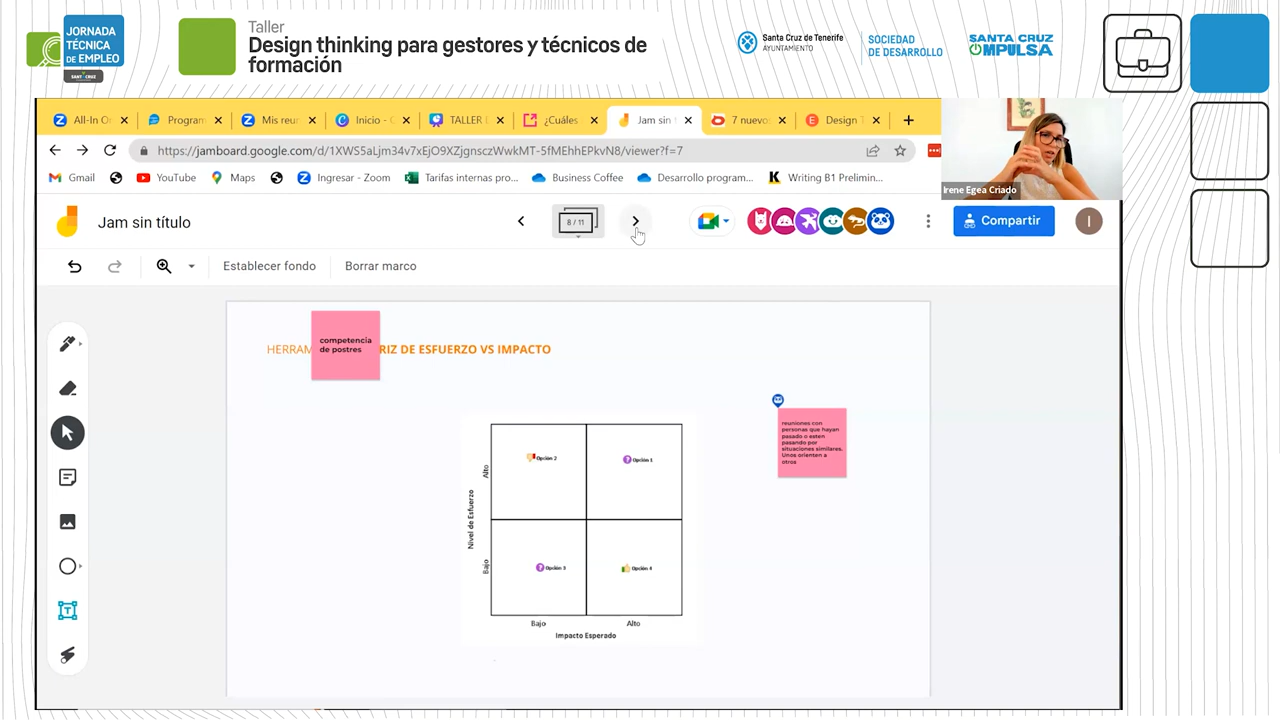 JORNADA
TÉCNICA
DE EMPLEO
Taller
Design thinking para gestores y técnicos de
formación
Santa Cruz de Tenerife
AYUNTAMIENTO
SOCIEDAD
DE DESARROLLO
SANTA CRUZ
MPULSA
All-In O
Program
Mis reur
Inicio - C
TALLER I
¿Cuáles
Jam sin t
7 nuevos
Design T
https://jamboard.google.com/d/1XWS5aLjm34v7xEjO9XZjgnsczWwkMT-5fMEhhEPkvN8/viewer?f=7
Gmail
YouTube
Maps
Ingresar - Zoom
Tarifas internas pro...
Business Coffee
Desarrollo program...
Writing B1 Prelimin...
Irene Egea Criado
Jam sin título
8 / 11
Compartir
I
Establecer fondo
Borrar marco
competencia
de postres
HERRAM RIZ DE ESFUERZO VS IMPACTO
reuniones con
personas que hayan
pasado o esten
pasando por
situaciones similares.
Unos orienten a
otros
Nivel de Esfuerzo
Alto
Bajo
Opción 2
Opción 1
Opción 3
Opción 4
Bajo
Alto
Impacto Esperado